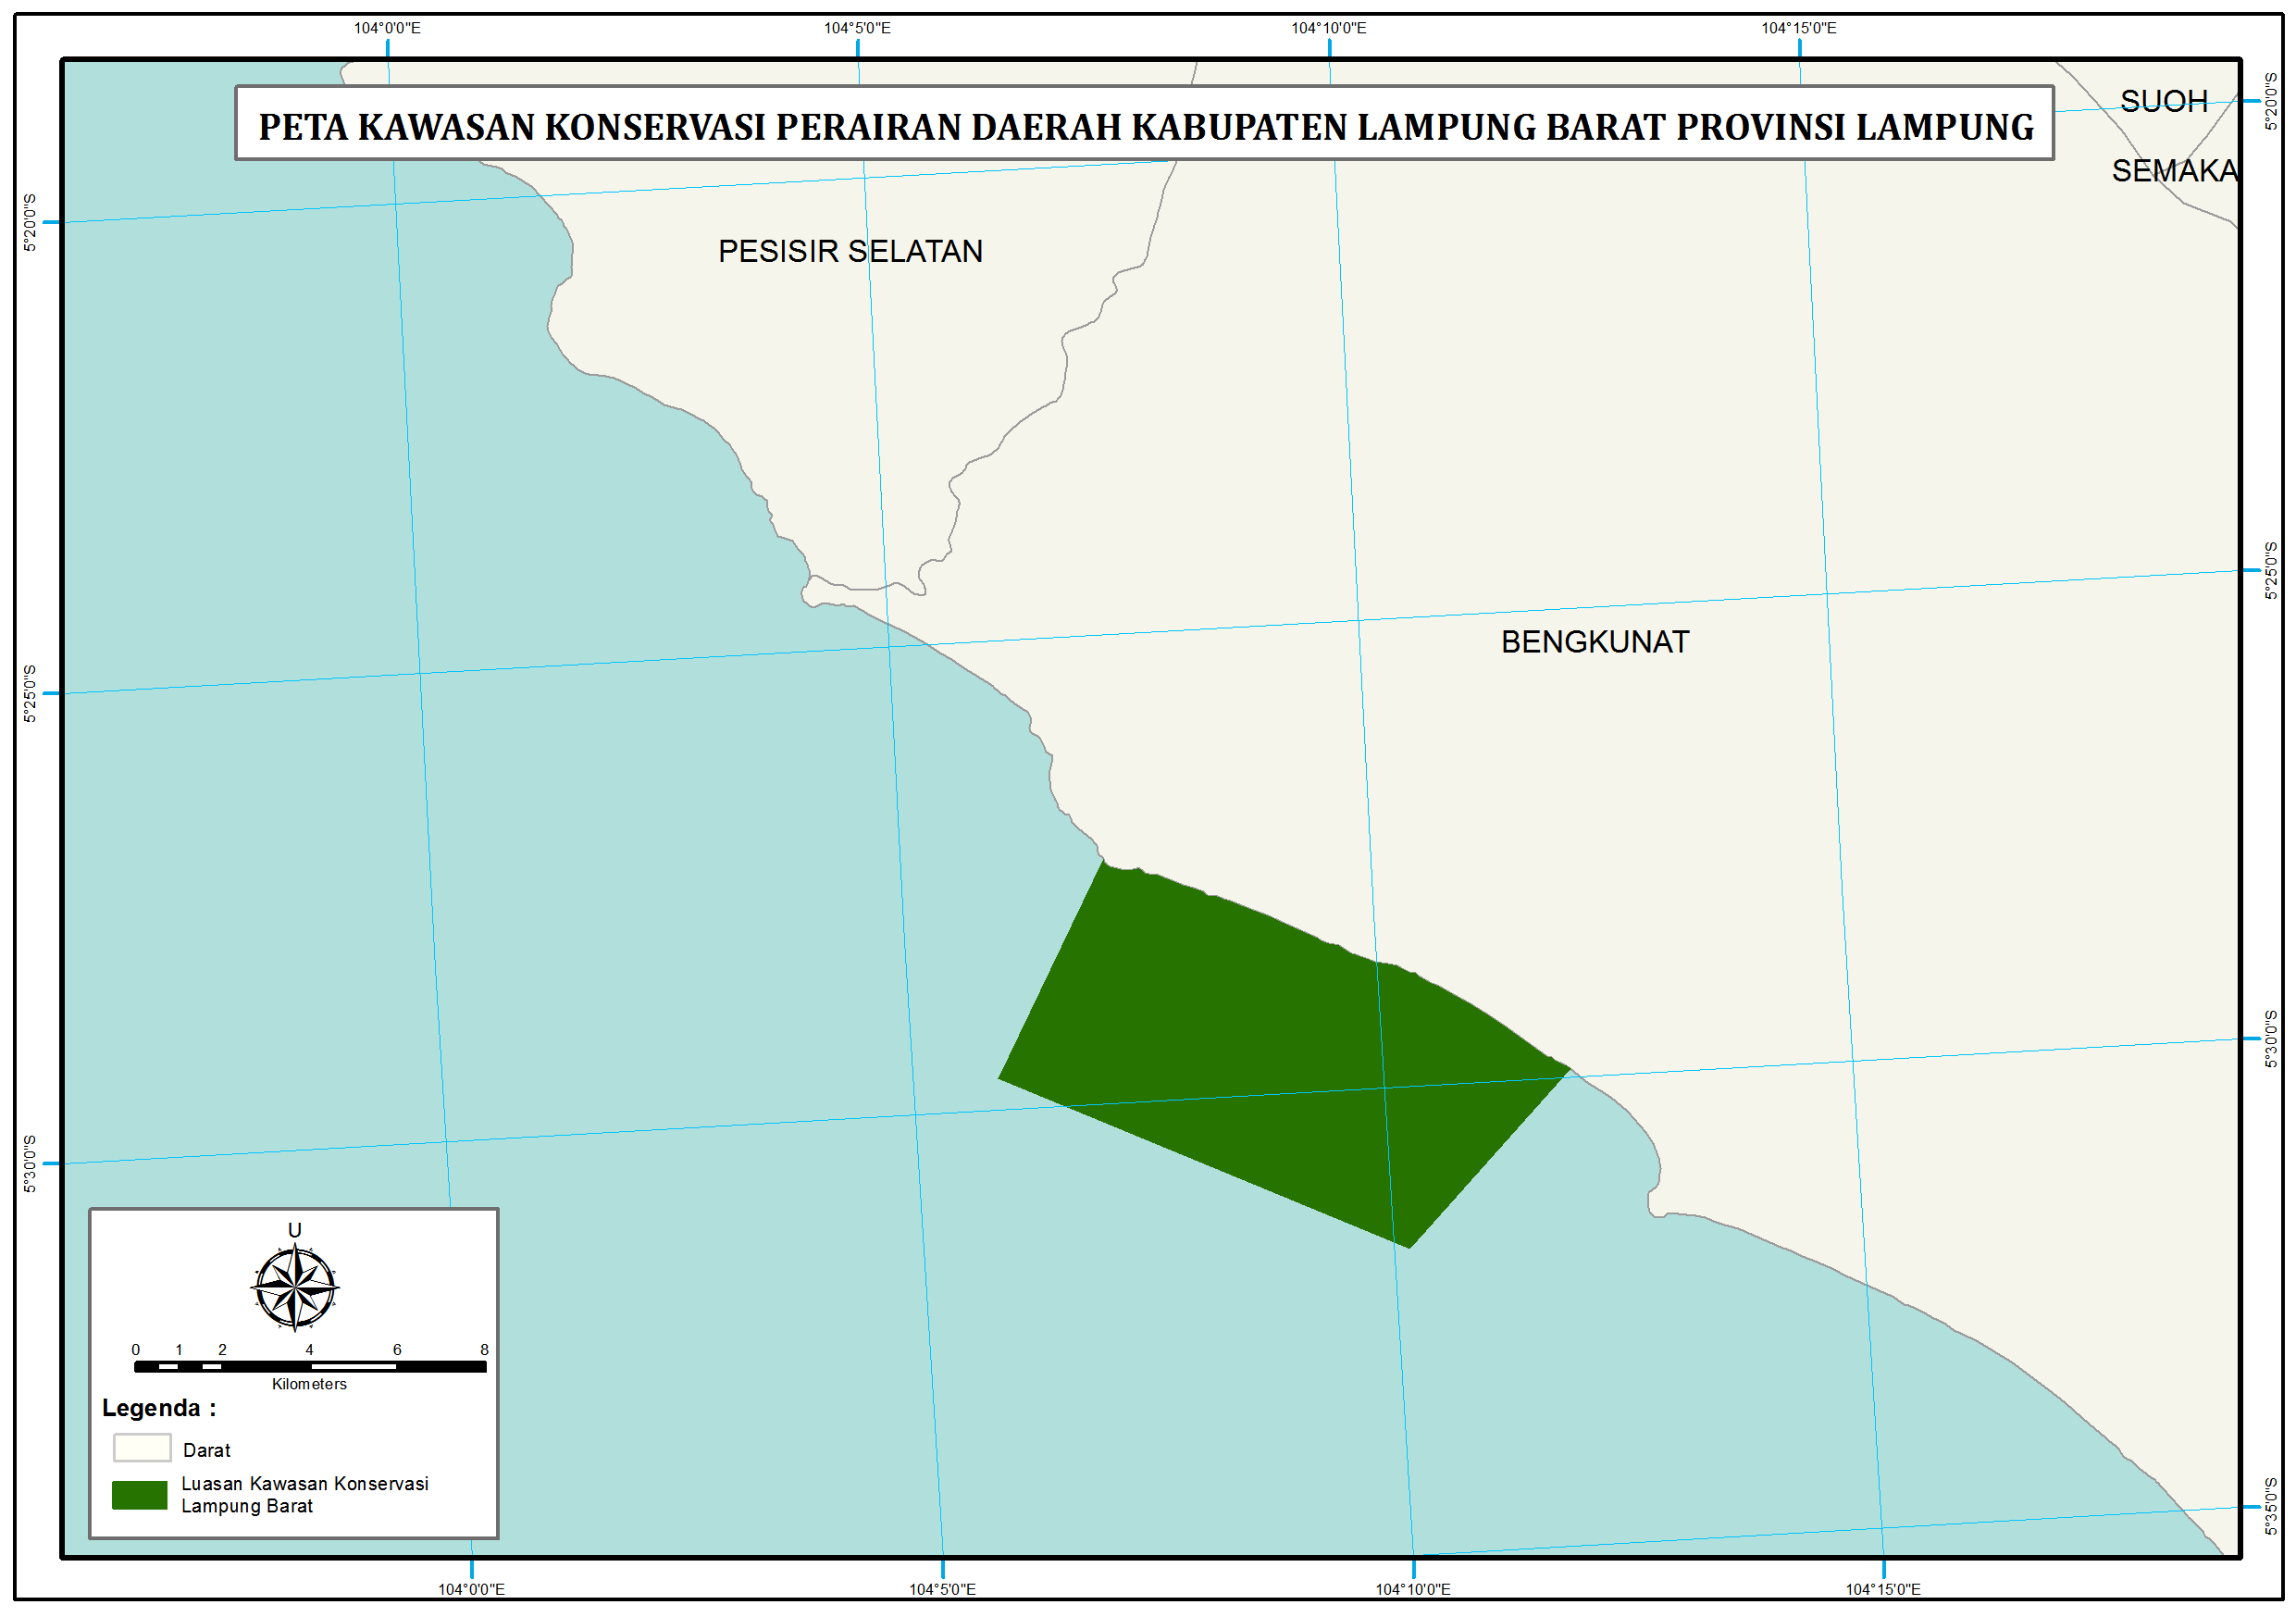 104°0'0"E 104°5'0"E 104°10'0"E 104°15'0"E
PETA KAWASAN KONSERVASI PERAIRAN DAERAH KABUPATEN LAMPUNG BARAT PROVINSI LAMPUNG
SUOH
5°20'0"S
SEMAKA
5°20'0"S
PESISIR SELATAN
5°25'0"S
BENGKUNAT
5°25'0"S
5°30'0"S
5°30'0"S
U
0 1 2 4 6 8
Kilometers
Legenda :
Darat
Luasan Kawasan Konservasi
Lampung Barat
5°35'0"S
104°0'0"E 104°5'0"E 104°10'0"E 104°15'0"E